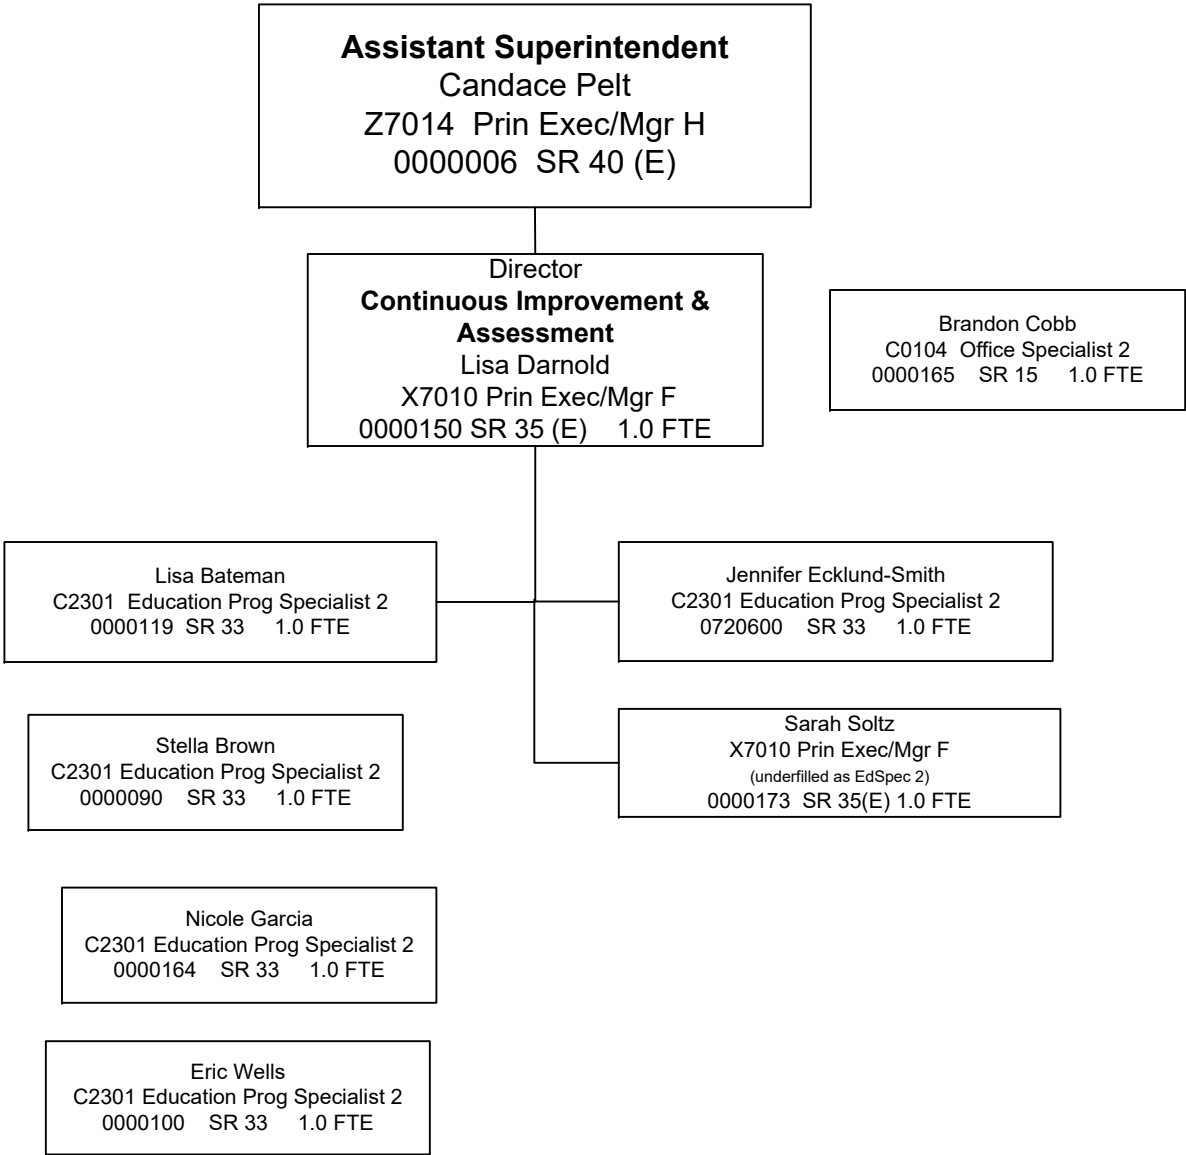 Assistant Superintendent
Candace Pelt
Z7014 Prin Exec/Mgr H
0000006 SR 40 (E)
Director
Continuous Improvement &
Assessment
Lisa Darnold
X7010 Prin Exec/Mgr F
0000150 SR 35 (E) 1.0 FTE
Brandon Cobb
C0104 Office Specialist 2
0000165 SR 15 1.0 FTE
Lisa Bateman
C2301 Education Prog Specialist 2
0000119 SR 33 1.0 FTE
Jennifer Ecklund-Smith
C2301 Education Prog Specialist 2
0720600 SR 33 1.0 FTE
Stella Brown
C2301 Education Prog Specialist 2
0000090 SR 33 1.0 FTE
Sarah Soltz
X7010 Prin Exec/Mgr F
(underfilled as EdSpec 2)
0000173 SR 35(E) 1.0 FTE
Nicole Garcia
C2301 Education Prog Specialist 2
0000164 SR 33 1.0 FTE
Eric Wells
C2301 Education Prog Specialist 2
0000100 SR 33 1.0 FTE